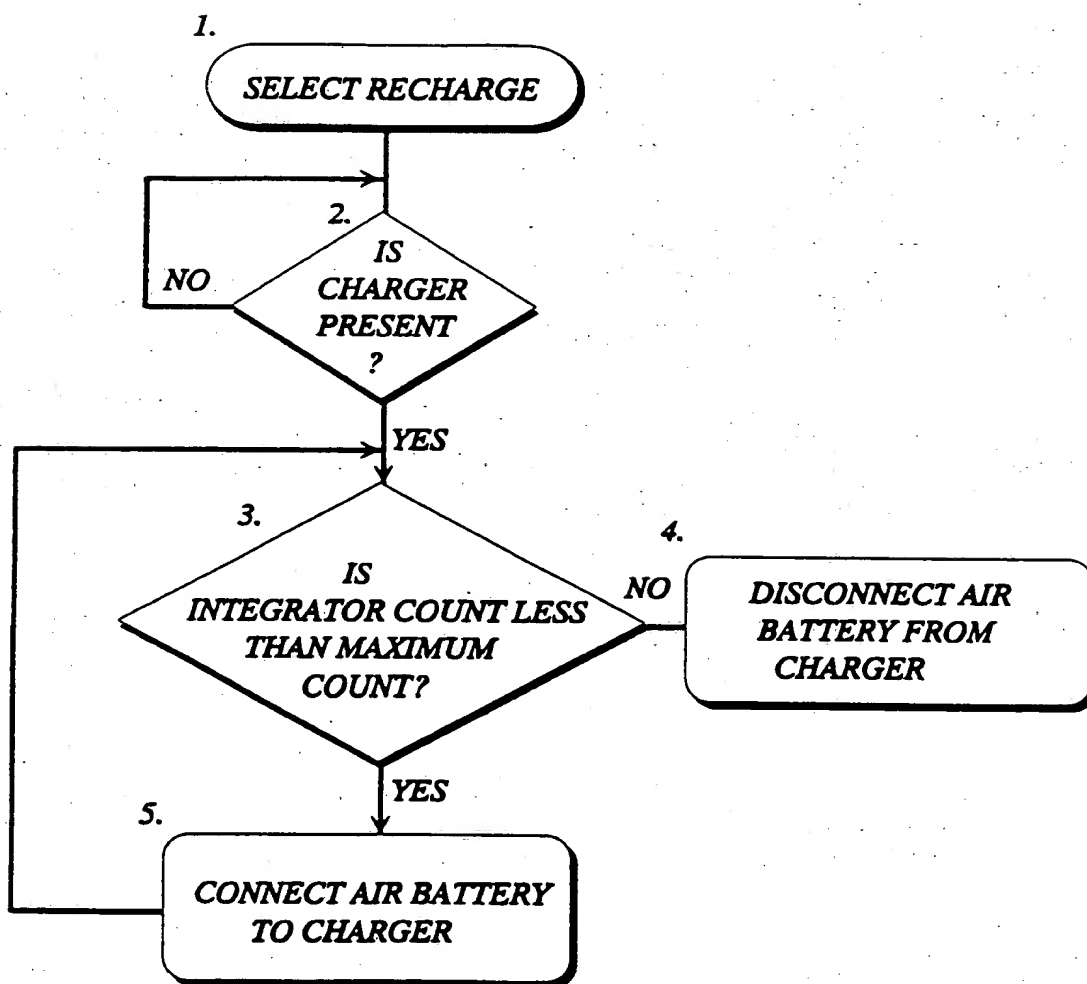 1.
SELECT RECHARGE
2.
IS
CHARGER
PRESENT
?
NO
YES
3.
IS
INTEGRATOR COUNT LESS
THAN MAXIMUM
COUNT?
NO
4.
DISCONNECT AIR
BATTERY FROM
CHARGER
YES
5.
CONNECT AIR BATTERY
TO CHARGER